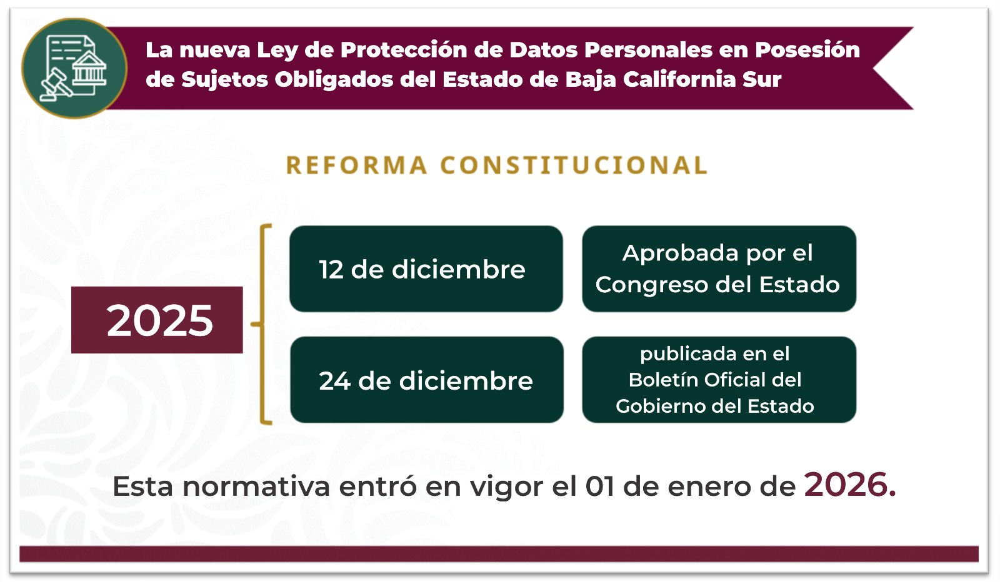 La nueva Ley de Protección de Datos Personales en Posesión
de Sujetos Obligados del Estado de Baja California Sur
REFORMA CONSTITUCIONAL
2025
12 de diciembre
Aprobada por el
Congreso del Estado
24 de diciembre
publicada en el
Boletín Oficial del
Gobierno del Estado
Esta normativa entró en vigor el 01 de enero de 2026.